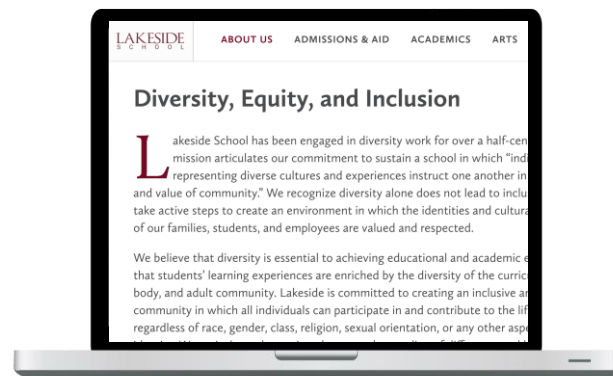 LAKESIDE
SCHOOL
ABOUT US ADMISSIONS & AID ACADEMICS ARTS
Diversity, Equity, and Inclusion
Lakeside School has been engaged in diversity work for over a half-cen
mission articulates our commitment to sustain a school in which "indi
representing diverse cultures and experiences instruct one another in
and value of community." We recognize diversity alone does not lead to inclu
take active steps to create an environment in which the identities and cultura
of our families, students, and employees are valued and respected.
We believe that diversity is essential to achieving educational and academic e
that students' learning experiences are enriched by the diversity of the curric
body, and adult community. Lakeside is committed to creating an inclusive an
community in which all individuals can participate in and contribute to the lif
regardless of race, gender, class, religion, sexual orientation, or any other aspe